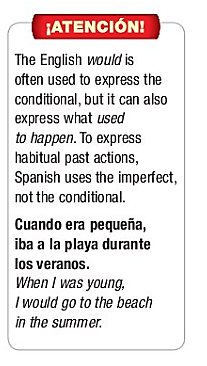 ¡ATENCIÓN!
The English would is
often used to express the
conditional, but it can also
express what used
to happen. To express
habitual past actions,
Spanish uses the imperfect,
not the conditional.
Cuando era pequeña,
iba a la playa durante
los veranos.
When I was young,
I would go to the beach
in the summer.